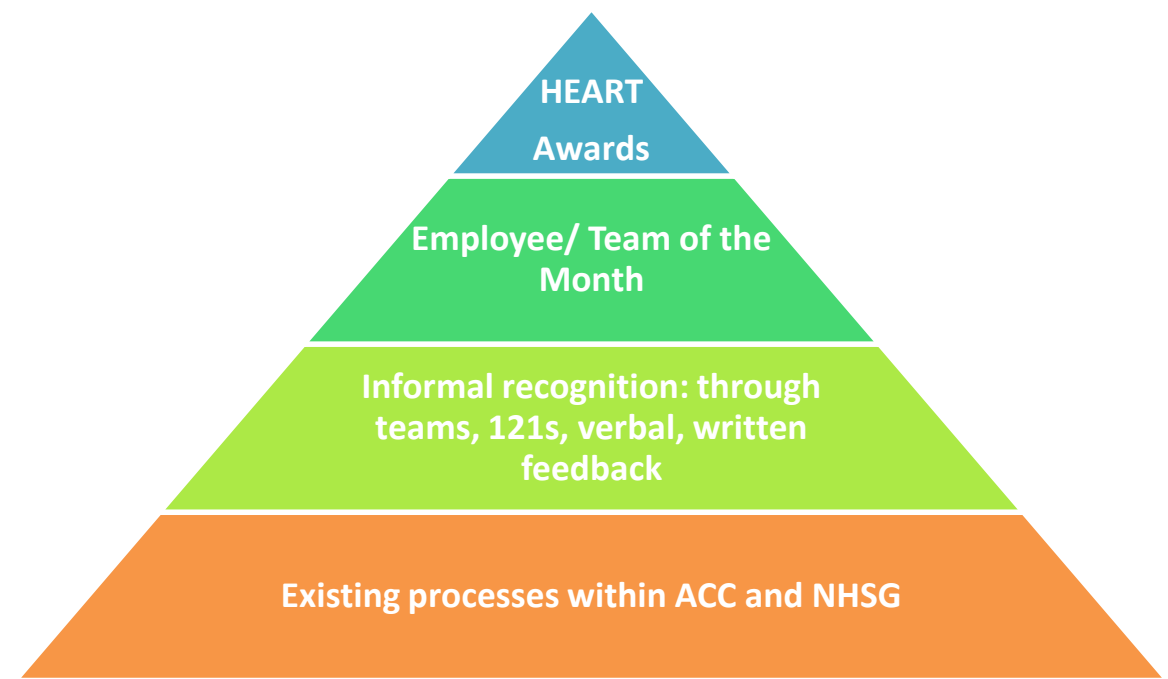 HEART
Awards
Employee/ Team of the
Month
Informal recognition: through
teams, 121s, verbal, written
feedback
Existing processes within ACC and NHSG